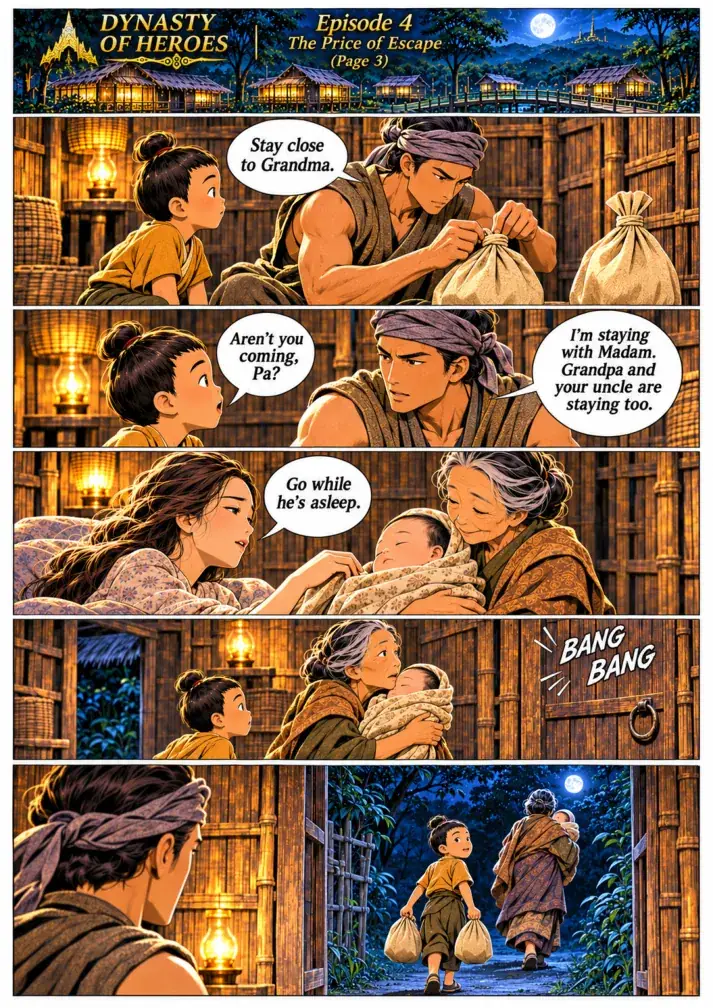 DYNASTY
OF HEROES
Episode 4
The Price of Escape
(Page 3)
Stay close
to Grandma.
Aren't you
coming,
Pa?
I'm staying
with Madam.
Grandpa and
your uncle are
staying too.
Go while
he's asleep.
BANG
BANG